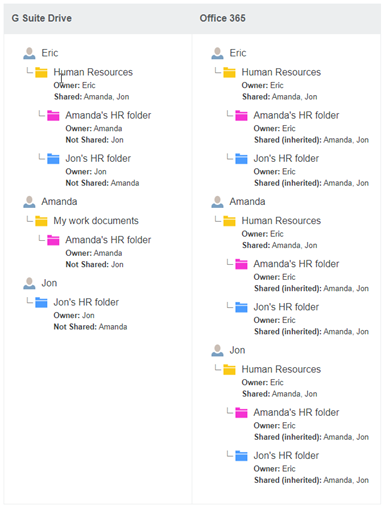 G Suite Drive
Eric
Human Resources
Owner: Eric
Shared: Amanda, Jon
Amanda's HR folder
Owner: Amanda
Not Shared: Jon
Jon's HR folder
Owner: Jon
Not Shared: Amanda
Amanda
My work documents
Amanda's HR folder
Owner: Amanda
Not Shared: Jon
Jon
Jon's HR folder
Owner: Jon
Not Shared: Amanda
Office 365
Eric
Human Resources
Owner: Eric
Shared: Amanda, Jon
Amanda's HR folder
Owner: Eric
Shared (inherited): Amanda, Jon
Jon's HR folder
Owner: Eric
Shared (inherited): Amanda, Jon
Amanda
Human Resources
Owner: Eric
Shared: Amanda, Jon
Amanda's HR folder
Owner: Eric
Shared (inherited): Amanda, Jon
Jon's HR folder
Owner: Eric
Shared (inherited): Amanda, Jon
Jon
Human Resources
Owner: Eric
Shared: Amanda, Jon
Amanda's HR folder
Owner: Eric
Shared (inherited): Amanda, Jon
Jon's HR folder
Owner: Eric
Shared (inherited): Amanda, Jon